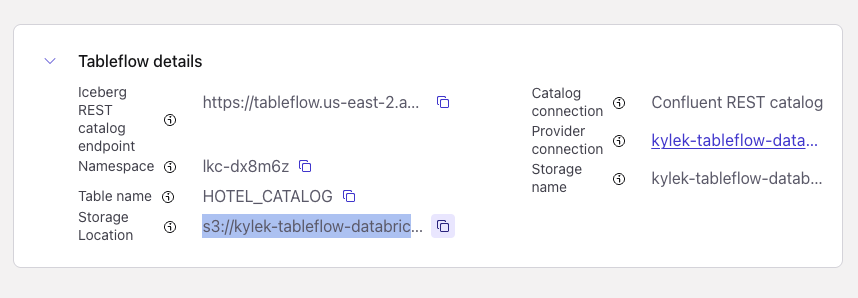 Tableflow details
Iceberg
REST
catalog
endpoint
https://tableflow.us-east-2.a...
Namespace
lkc-dx8m6z
Table name
HOTEL_CATALOG
Storage
Location
s3://kylek-tableflow-databric...
Catalog
connection
Confluent REST catalog
Provider
connection
kylek-tableflow-data...
Storage
name
kylek-tableflow-datab...